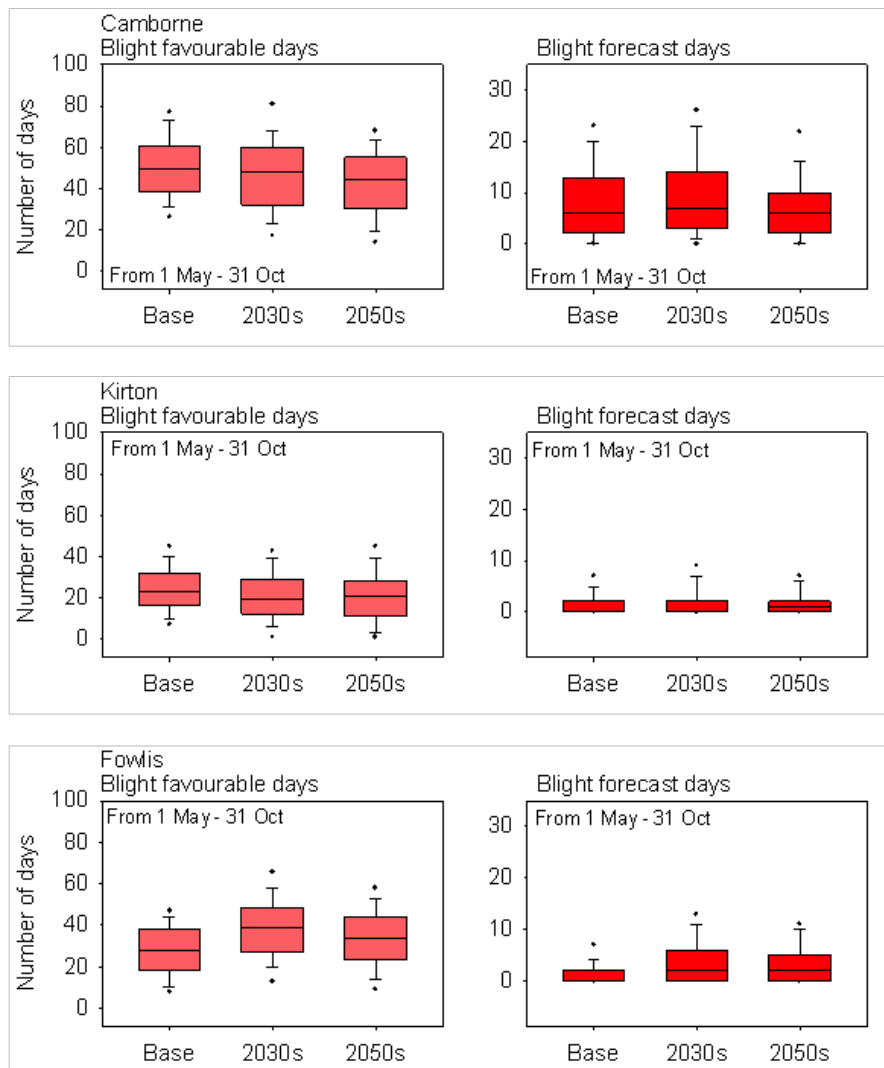 Camborne
Blight favourable days
Blight forecast days
100
80
60
40
20
0
Number of days
From 1 May - 31 Oct
Base 2030s 2050s
30
20
10
0
From 1 May - 31 Oct
Base 2030s 2050s
Kirton
Blight favourable days
Blight forecast days
100
80
60
40
20
0
Number of days
From 1 May - 31 Oct
Base 2030s 2050s
30
20
10
0
From 1 May - 31 Oct
Base 2030s 2050s
Fowlis
Blight favourable days
Blight forecast days
100
80
60
40
20
0
Number of days
From 1 May - 31 Oct
Base 2030s 2050s
30
20
10
0
From 1 May - 31 Oct
Base 2030s 2050s